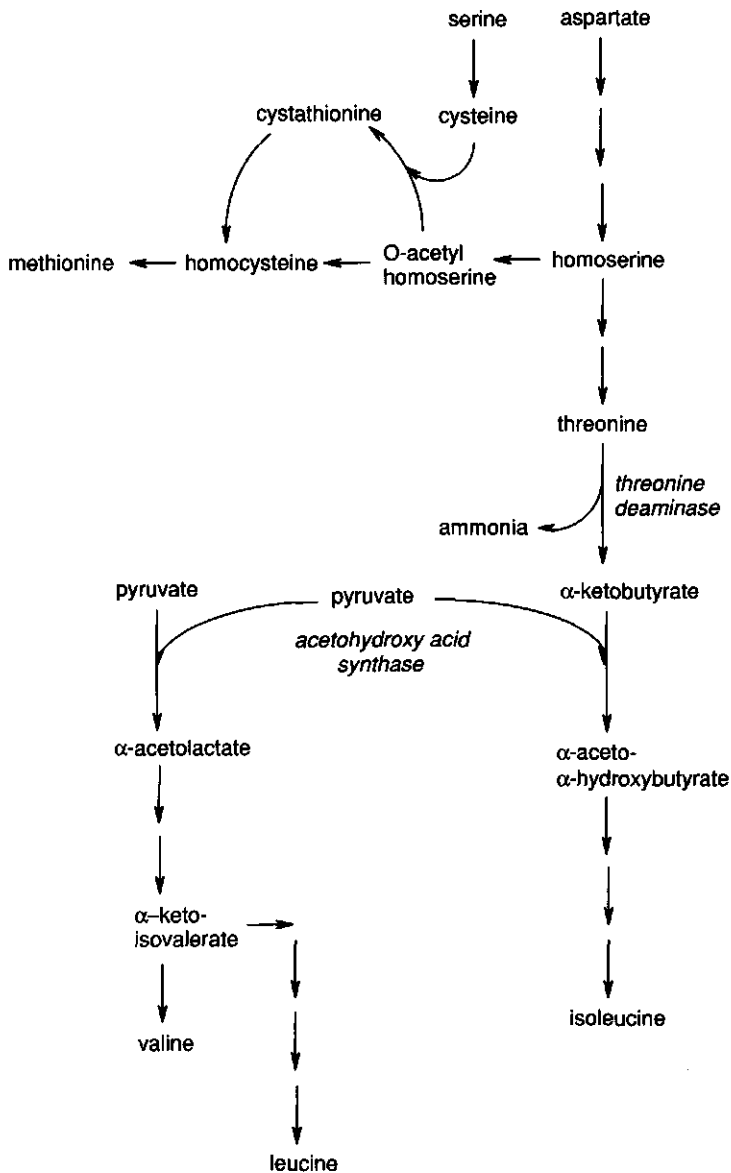 serine
aspartate
cystathionine
cysteine
methionine
homocysteine
O-acetyl
homoserine
homoserine
threonine
threonine
deaminase
ammonia
pyruvate
pyruvate
α-ketobutyrate
acetohydroxy acid
synthase
α-acetolactate
α-aceto-
α-hydroxybutyrate
α–keto-
isovalerate
valine
isoleucine
leucine